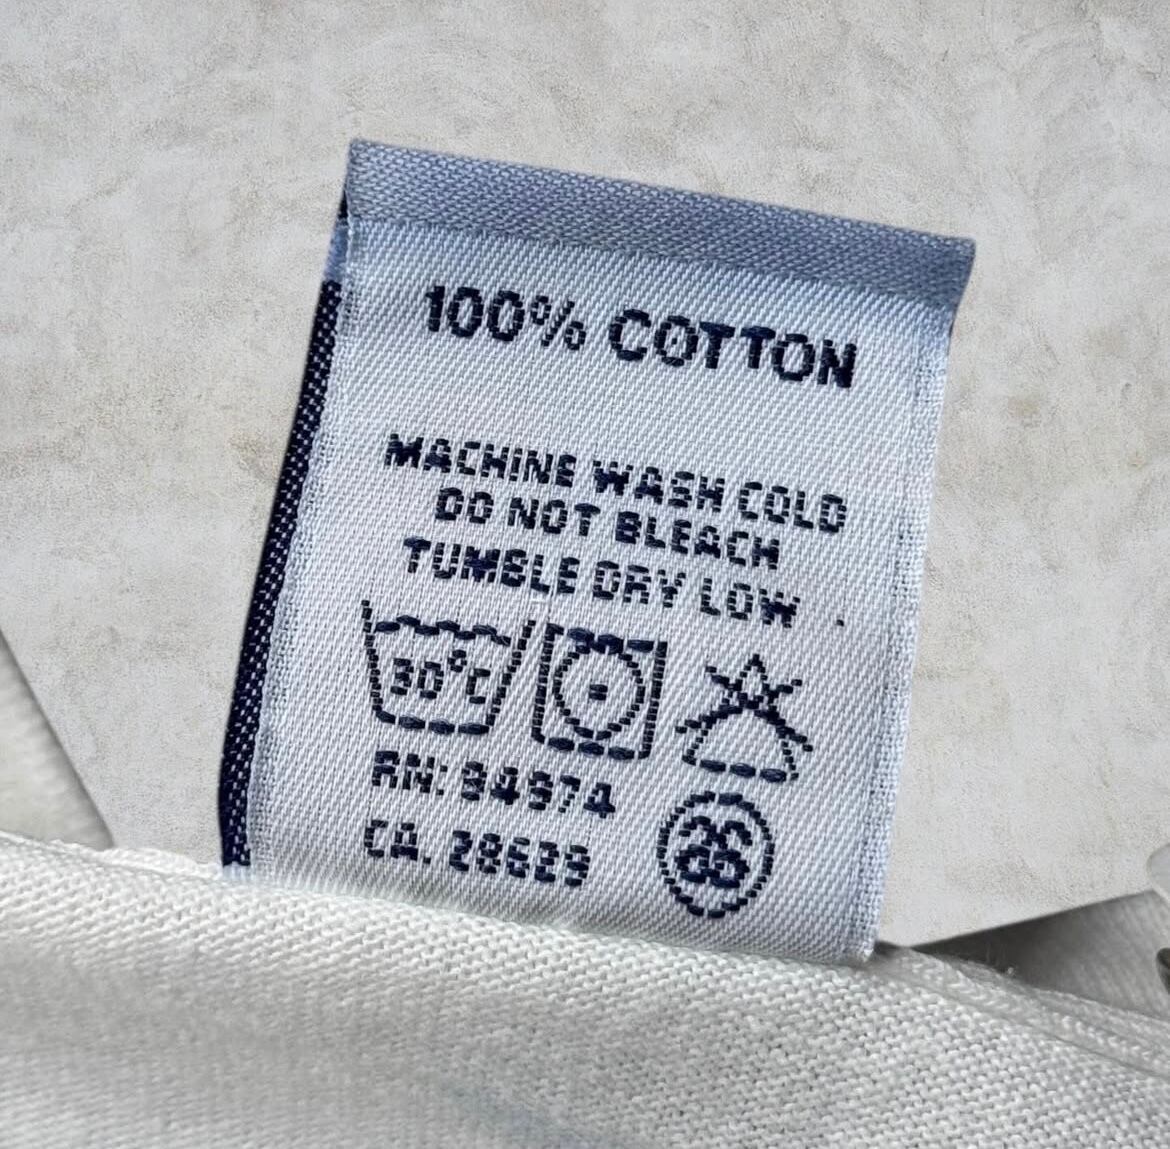 100% COTTON
MACHINE WASH COLD
DO NOT BLEACH
TUMBLE DRY LOW
30°C
RN: 94974
CA. 28629